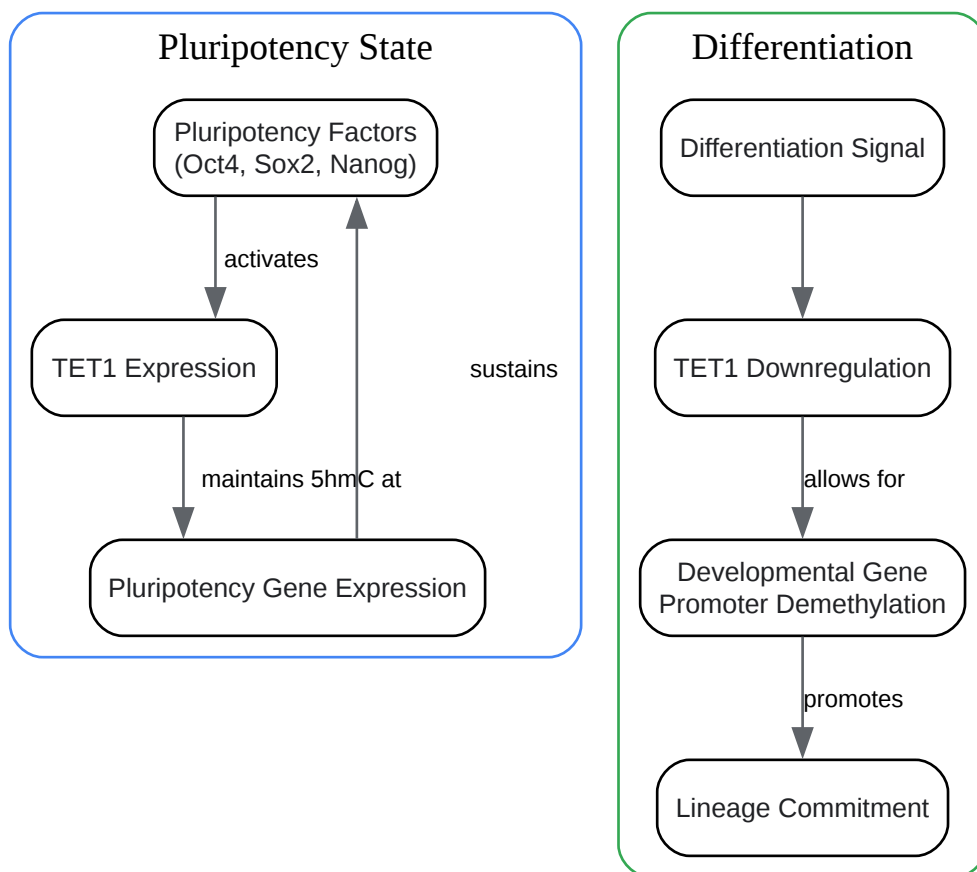 Pluripotency State
Pluripotency Factors
(Oct4, Sox2, Nanog)
activates
TET1 Expression
sustains
maintains 5hmC at
Pluripotency Gene Expression
Differentiation
Differentiation Signal
TET1 Downregulation
allows for
Developmental Gene
Promoter Demethylation
promotes
Lineage Commitment